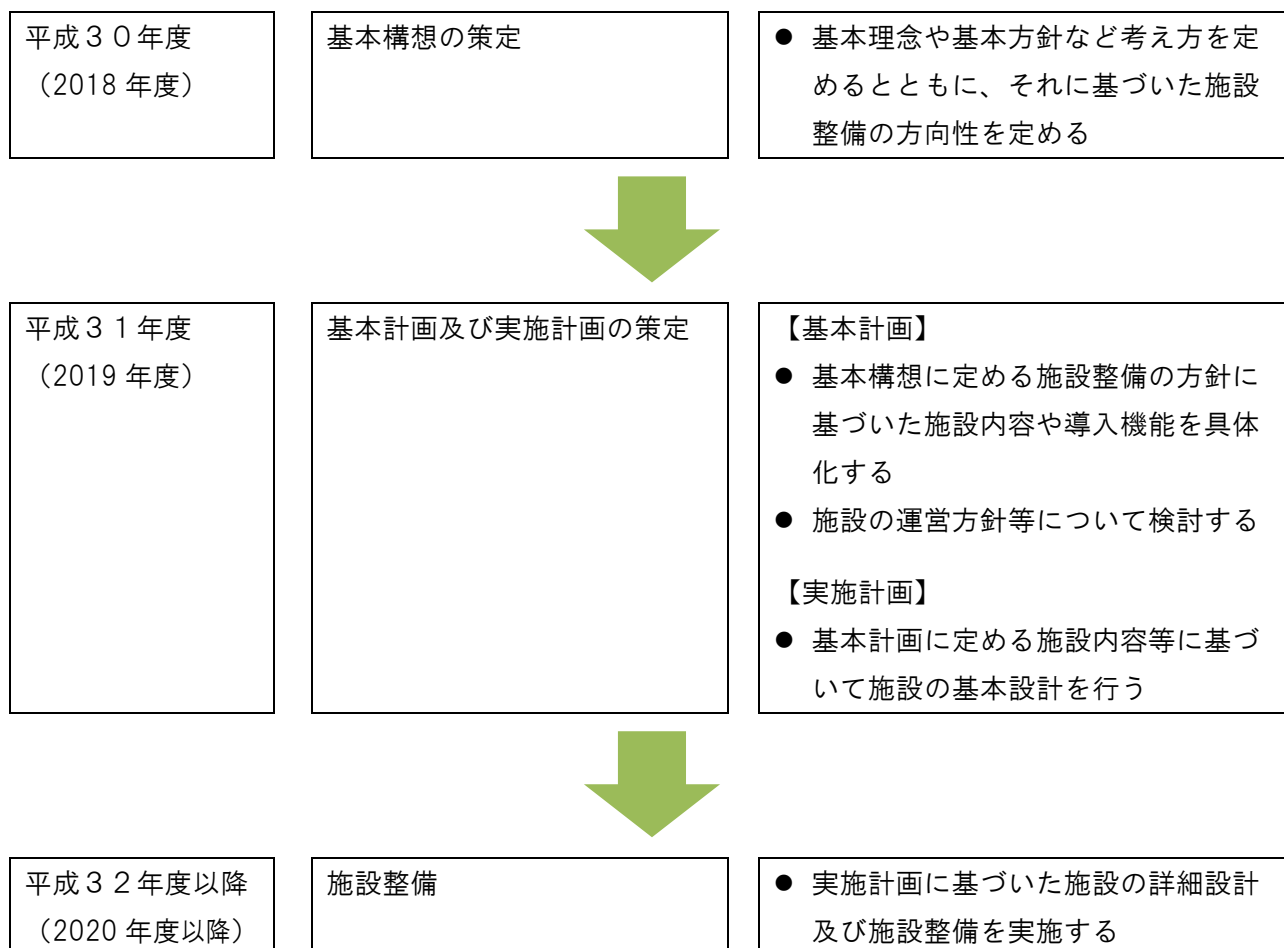 平成３０年度
（2018 年度）
基本構想の策定
● 基本理念や基本方針など考え方を定
めるとともに、それに基づいた施設
整備の方向性を定める
平成３１年度
（2019 年度）
基本計画及び実施計画の策定
【基本計画】
● 基本構想に定める施設整備の方針に
基づいた施設内容や導入機能を具体
化する
● 施設の運営方針等について検討する
【実施計画】
● 基本計画に定める施設内容等に基づ
いて施設の基本設計を行う
平成３２年度以降
（2020 年度以降）
施設整備
● 実施計画に基づいた施設の詳細設計
及び施設整備を実施する